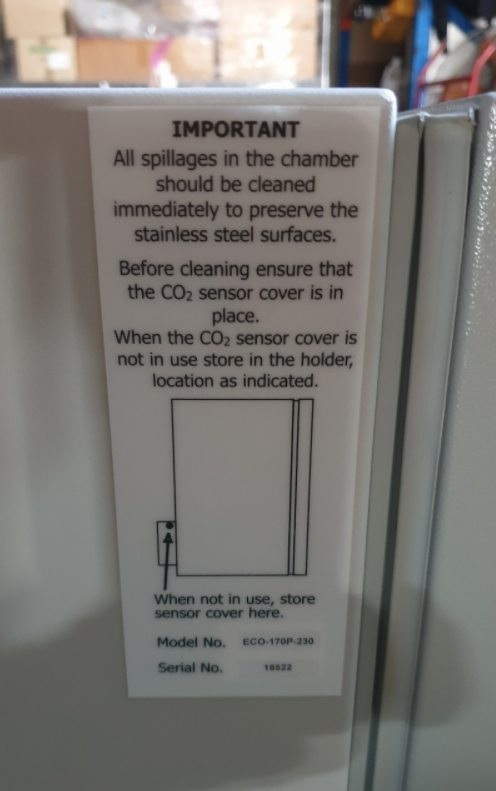 IMPORTANT
All spillages in the chamber
should be cleaned
immediately to preserve the
stainless steel surfaces.
Before cleaning ensure that
the CO₂ sensor cover is in
place.
When the CO₂ sensor cover is
not in use store in the holder,
location as indicated.
When not in use, store
sensor cover here.
Model No. ECO-170P-230
Serial No. 18522